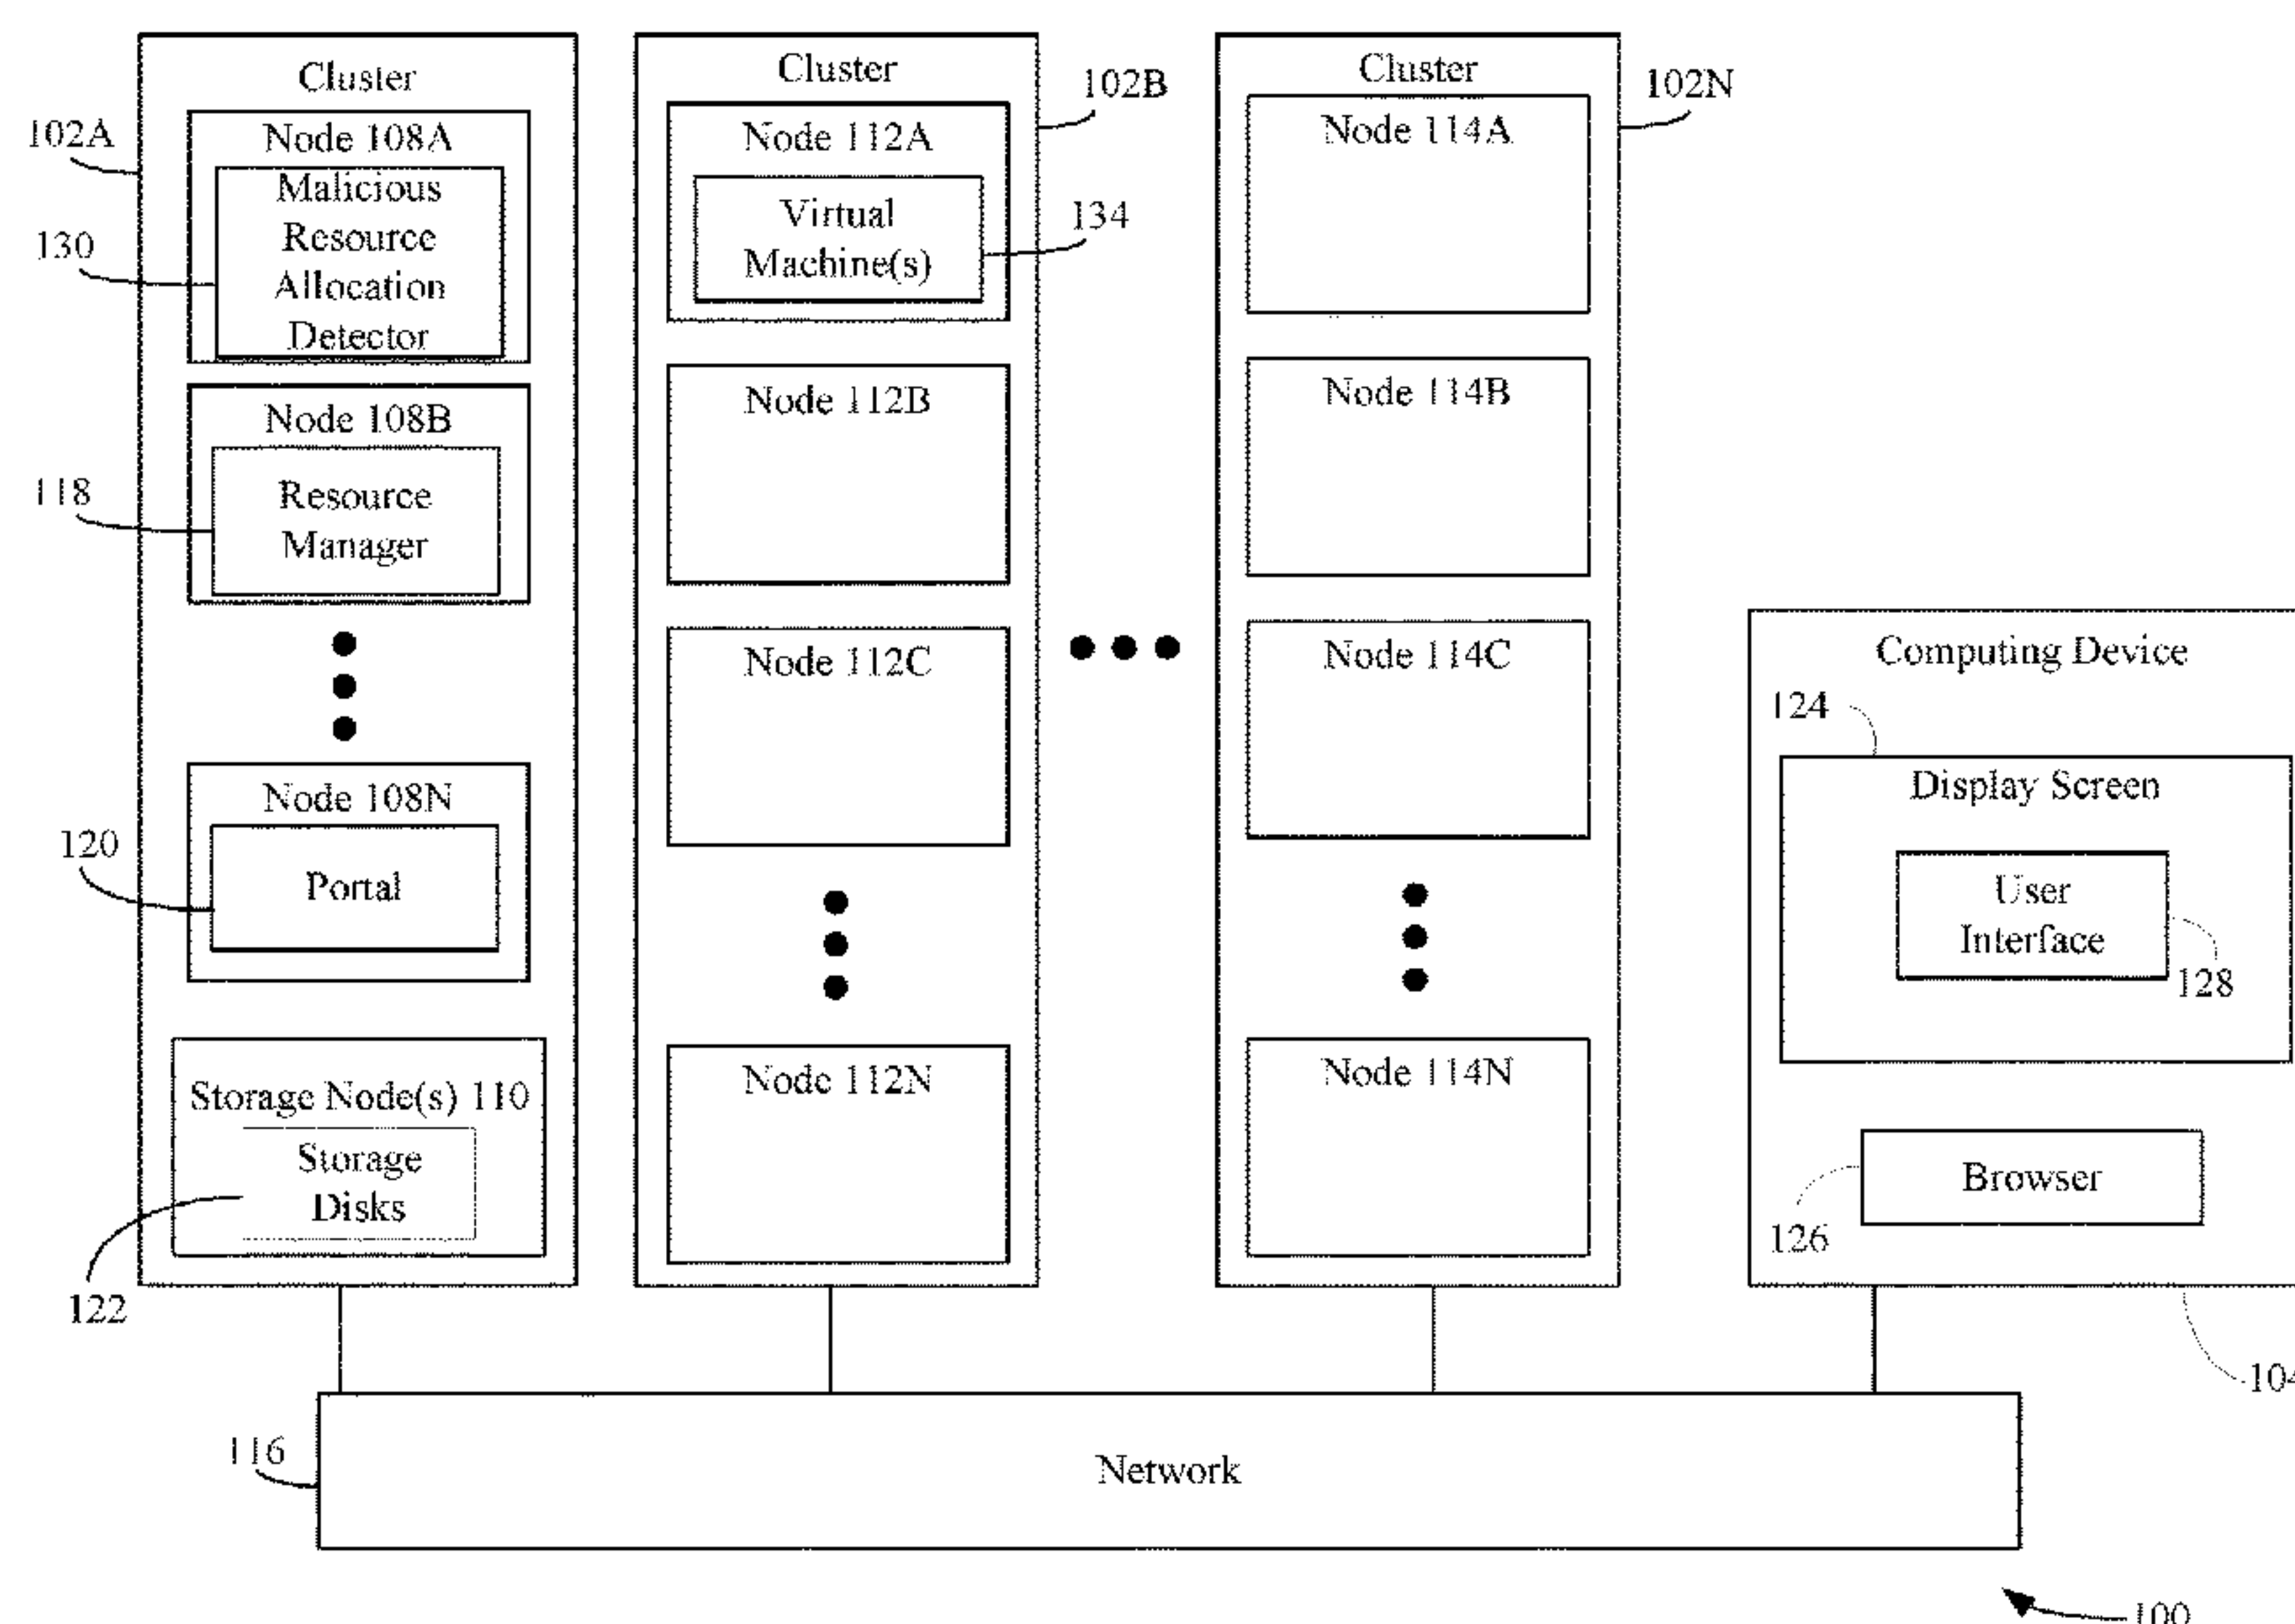 Cluster
102A
Node 108A
Malicious
Resource
Allocation
Detector
130
Node 108B
118
Resource
Manager
Node 108N
120
Portal
Storage Node(s) 110
Storage
Disks
122
Cluster
102B
Node 112A
Virtual
Machine(s)
134
Node 112B
Node 112C
Node 112N
Cluster
102N
Node 114A
Node 114B
Node 114C
Node 114N
Computing Device
124
Display Screen
User
Interface
128
Browser
126
104
116
Network
100